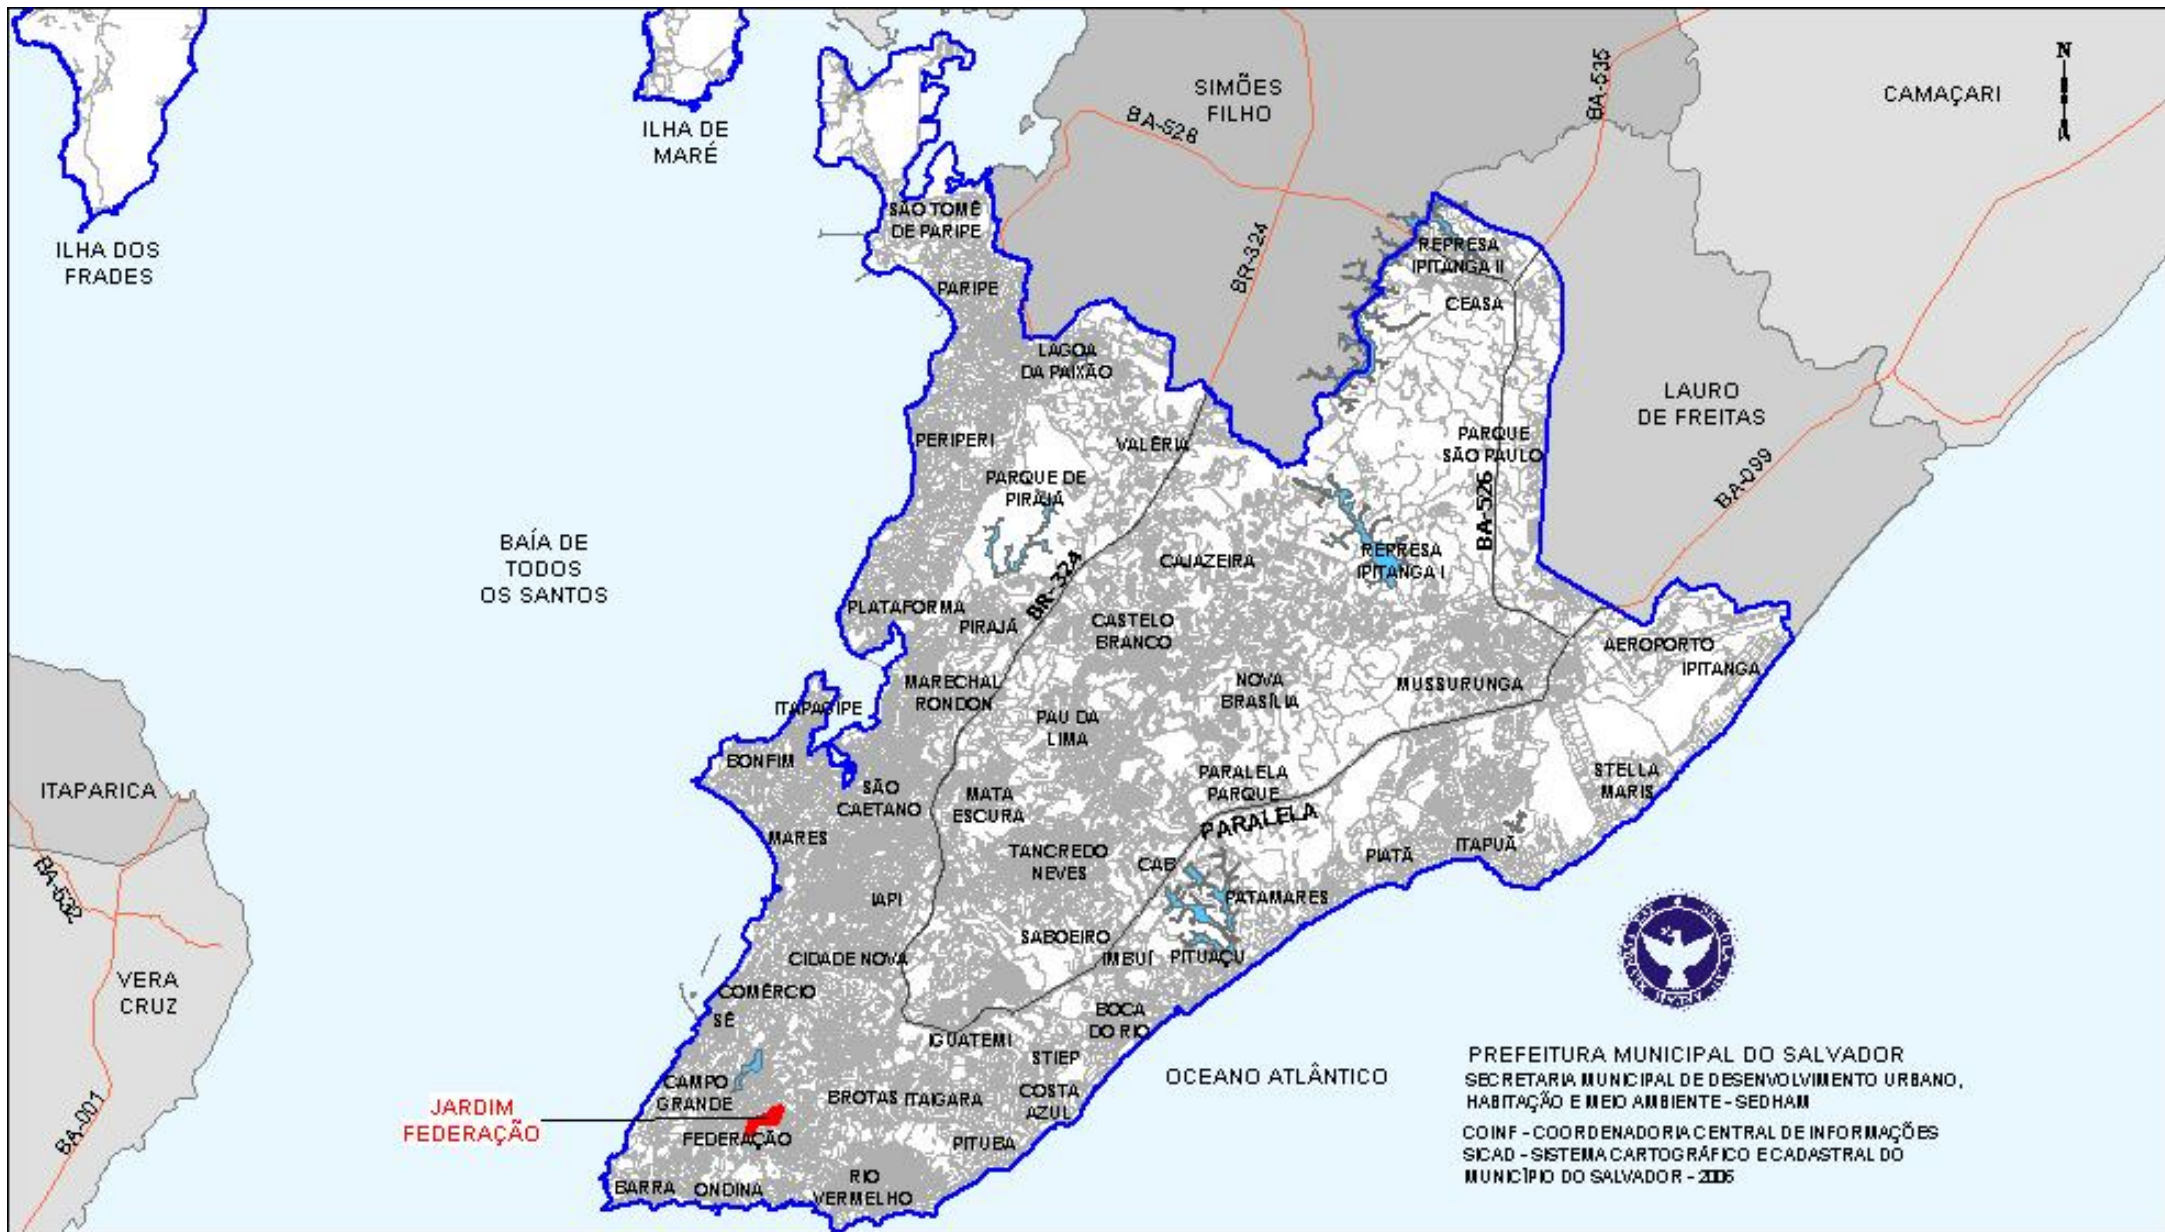 N
SIMÕES
FILHO
CAMAÇARI
BA-535
BA-528
ILHA DE
MARÉ
ILHA DOS
FRADES
SÃO TOMÉ
DE PARIPE
BR-324
REPRESA
IPITANGA II
CEASA
PARIPE
LAGOA
DA PAIXÃO
LAURO
DE FREITAS
PERIPERI
VALÉRIA
PARQUE
SÃO PAULO
PARQUE DE
PIRAJÁ
BA-099
BA-526
BAÍA DE
TODOS
OS SANTOS
CAJAZEIRA
REPRESA
IPITANGA I
BR-324
PLATAFORMA
PIRAJÁ
CASTELO
BRANCO
AEROPORTO
IPITANGA
MARECHAL
RONDON
NOVA
BRASÍLIA
MUSSURUNGA
ITAPAGIPE
PAU DA
LIMA
BONFIM
PARALELA
PARQUE
STELLA
MARIS
ITAPARICA
SÃO
CAETANO
MATA
ESCURA
PARALELA
MARES
TANCREDO
NEVES
CAB
PIATÃ
ITAPUÃ
BA-532
IAPI
PATAMARES
SABOEIRO
CIDADE NOVA
IMBUÍ
PITUAÇU
VERA
CRUZ
COMÉRCIO
SÉ
BOCA
DO RIO
IGUATEMI
STIEP
OCEANO ATLÂNTICO
PREFEITURA MUNICIPAL DO SALVADOR
SECRETARIA MUNICIPAL DE DESENVOLVIMENTO URBANO,
HABITAÇÃO E MEIO AMBIENTE - SEDHAM
COINF - COORDENADORIA CENTRAL DE INFORMAÇÕES
SICAD - SISTEMA CARTOGRÁFICO E CADASTRAL DO
MUNICÍPIO DO SALVADOR - 2006
CAMPO
GRANDE
BROTAS
ITAIGARA
COSTA
AZUL
JARDIM
FEDERAÇÃO
BA-001
FEDERAÇÃO
PITUBA
BARRA
ONDINA
RIO
VERMELHO